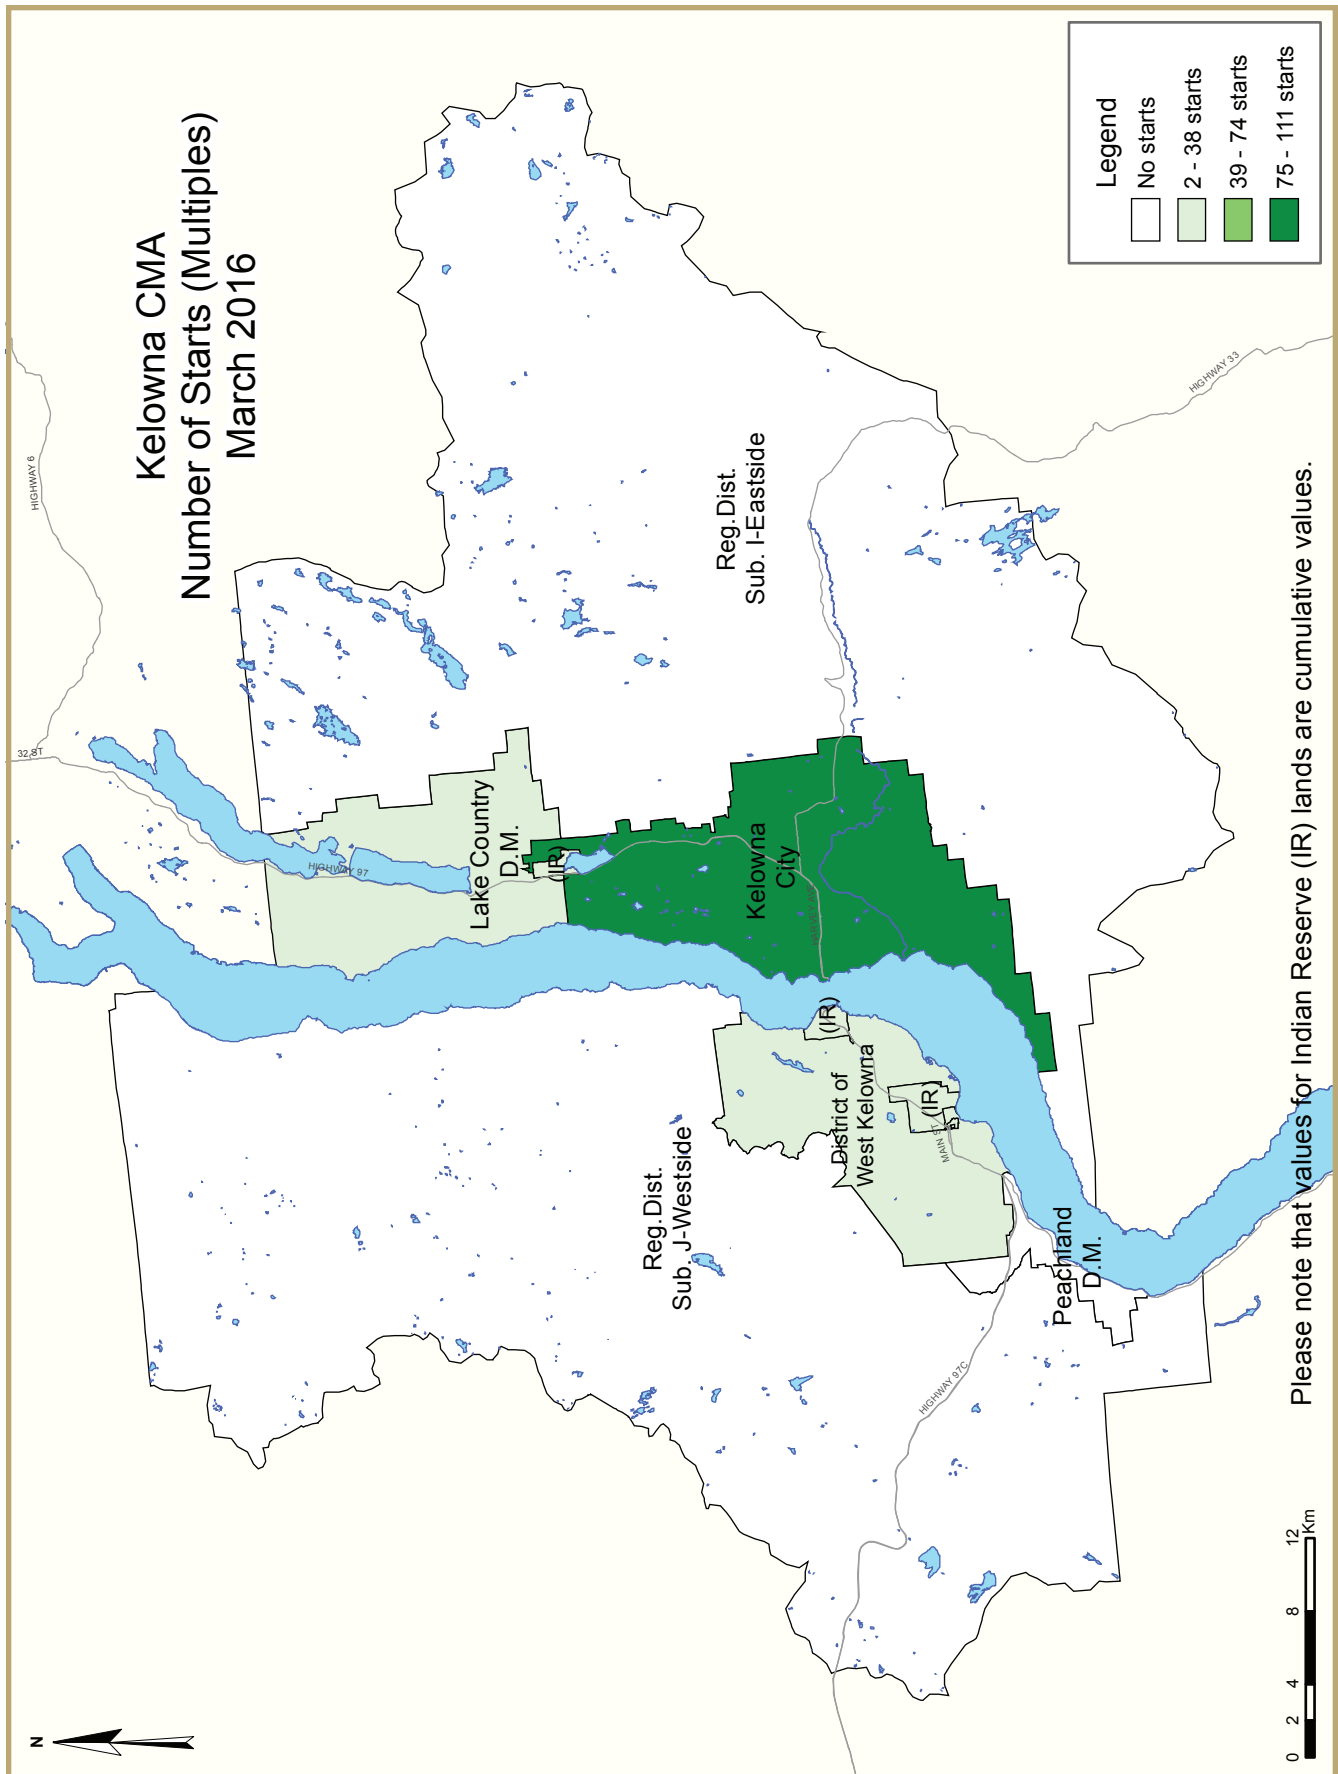 Kelowna CMA
Number of Starts (Multiples)
March 2016
Legend
No starts
2 - 38 starts
39 - 74 starts
75 - 111 starts
HIGHWAY 6
32 ST
HIGHWAY 97
HIGHWAY 33
Lake Country
D.M.
(IR)
Kelowna
City
Reg.Dist.
Sub. I-Eastside
(IR)
District of
West Kelowna
(IR)
MAIN ST
Reg.Dist.
Sub. J-Westside
Peachland
D.M.
HIGHWAY 97C
N
0 2 4 8 12
Km
Please note that values for Indian Reserve (IR) lands are cumulative values.